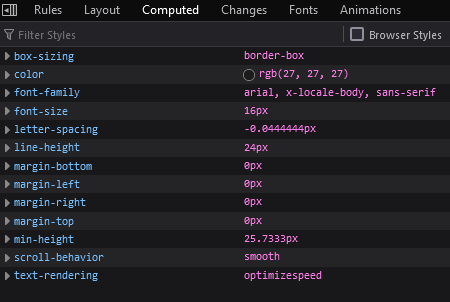 Rules Layout Computed Changes Fonts Animations
Filter Styles Browser Styles
box-sizing border-box
color rgb(27, 27, 27)
font-family arial, x-locale-body, sans-serif
font-size 16px
letter-spacing -0.0444444px
line-height 24px
margin-bottom 0px
margin-left 0px
margin-right 0px
margin-top 0px
min-height 25.7333px
scroll-behavior smooth
text-rendering optimizespeed